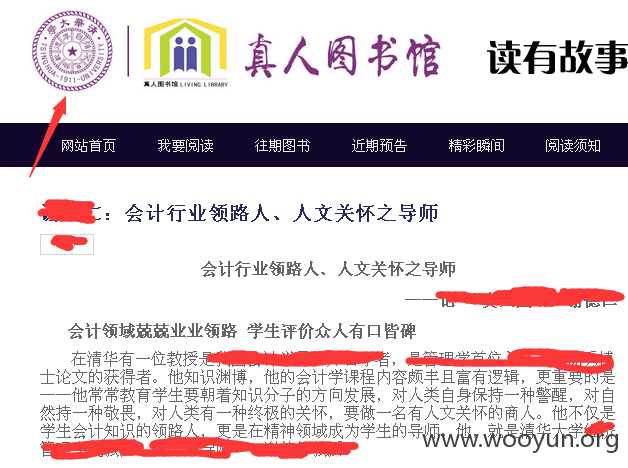 清華大學
TSINGHUA-1911-UNIVERSITY
真人图书馆 LIVING LIBRARY
真人图书馆
读有故事
网站首页 我要阅读 往期图书 近期预告 精彩瞬间 阅读须知
：会计行业领路人、人文关怀之导师
会计行业领路人、人文关怀之导师
——记
会计领域兢兢业业领路 学生评价众人有口皆碑
在清华有一位教授是 者，是管理学首位 博
士论文的获得者。他知识渊博，他的会计学课程内容颇丰且富有逻辑，更重要的是
——他常常教育学生要朝着知识分子的方向发展，对人类自身保持一种警醒，对自
然持一种敬畏，对人类有一种终极的关怀，要做一名有人文关怀的商人。他不仅是
学生会计知识的领路人，更是在精神领域成为学生的导师。他，就是清华大学经
管
www.wooyun.org